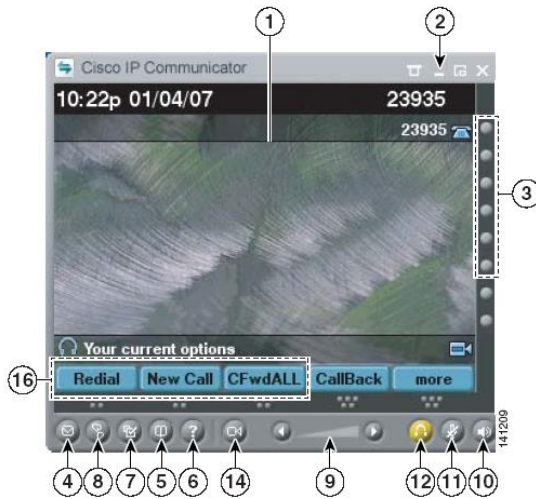 1 2
Cisco IP Communicator
10:22p 01/04/07 23935
23935
3
Your current options
16 Redial New Call CFwdALL CallBack more
?
141209
4 8 7 5 6 14 9 12 11 10